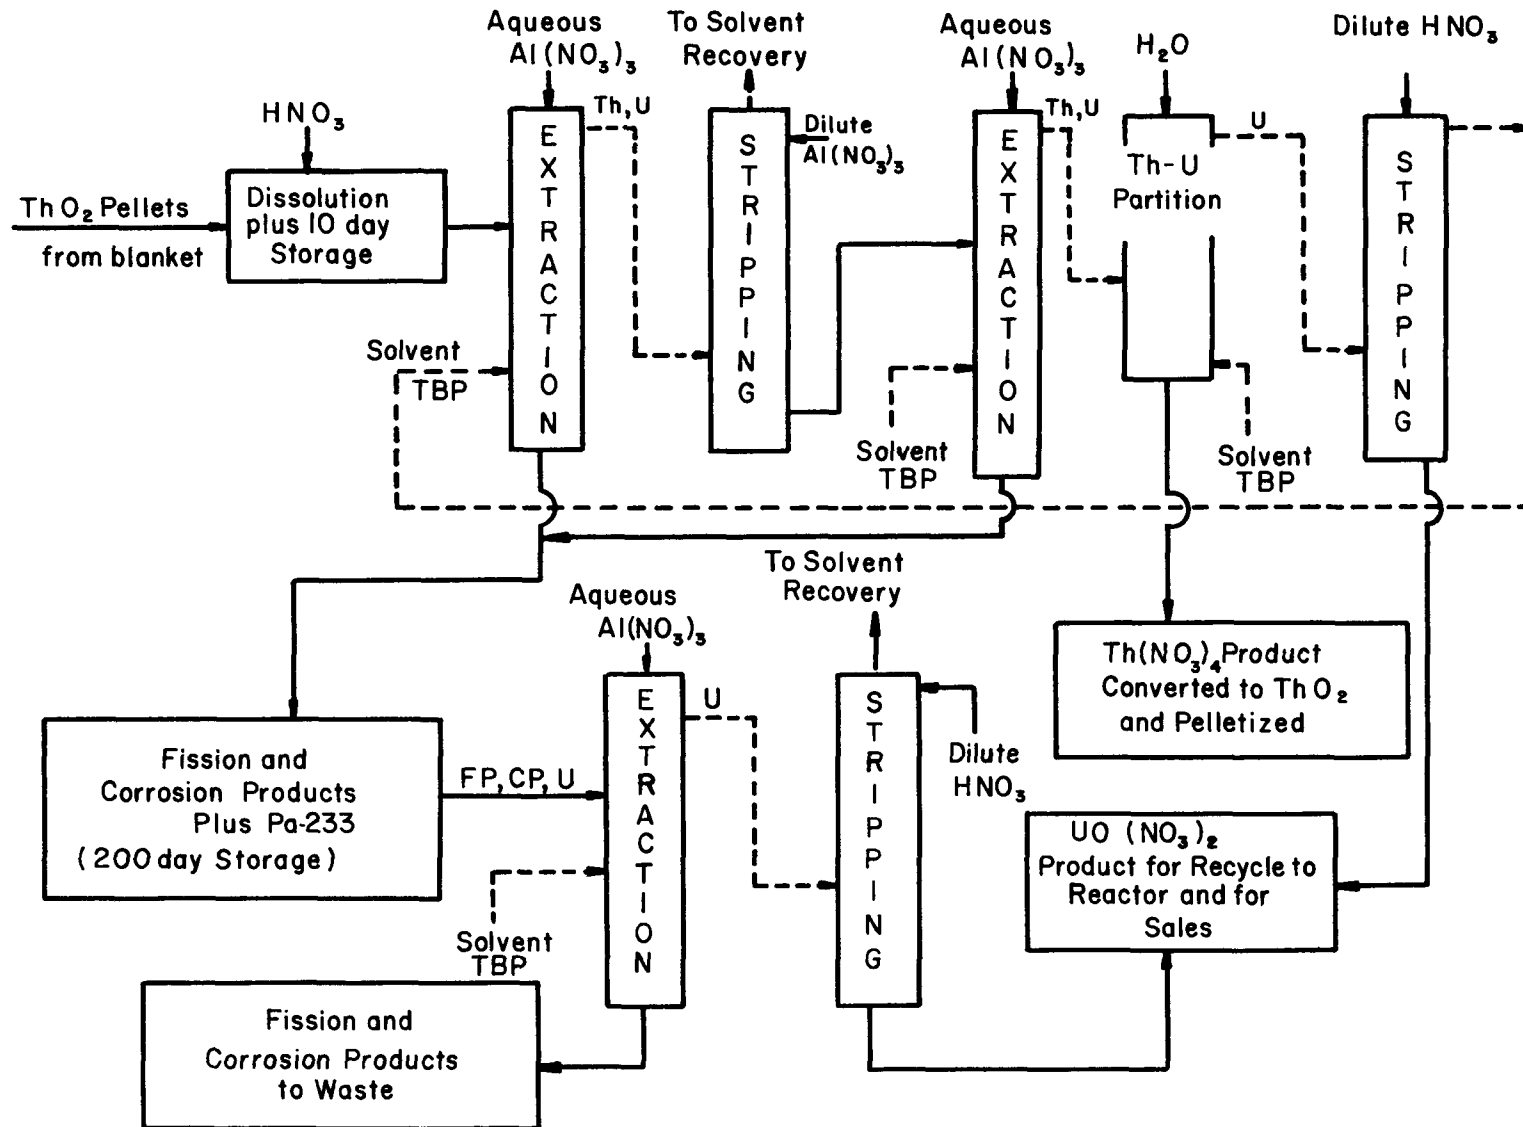 Aqueous
Al(NO₃)₃
To Solvent
Recovery
Aqueous
Al(NO₃)₃
H₂O
Dilute HNO₃
HNO₃
Th, U
Dilute
Al(NO₃)₃
Th, U
U
ThO₂ Pellets
from blanket
Dissolution
plus 10 day
Storage
EXTRACTION
STRIPPING
EXTRACTION
Th-U
Partition
STRIPPING
Solvent
TBP
Solvent
TBP
Solvent
TBP
To Solvent
Recovery
Aqueous
Al(NO₃)₃
Th(NO₃)₄ Product
Converted to ThO₂
and Pelletized
Fission and
Corrosion Products
Plus Pa-233
(200 day Storage)
FP, CP, U
EXTRACTION
U
STRIPPING
Dilute
HNO₃
Solvent
TBP
UO (NO₃)₂
Product for Recycle to
Reactor and for
Sales
Fission and
Corrosion Products
to Waste